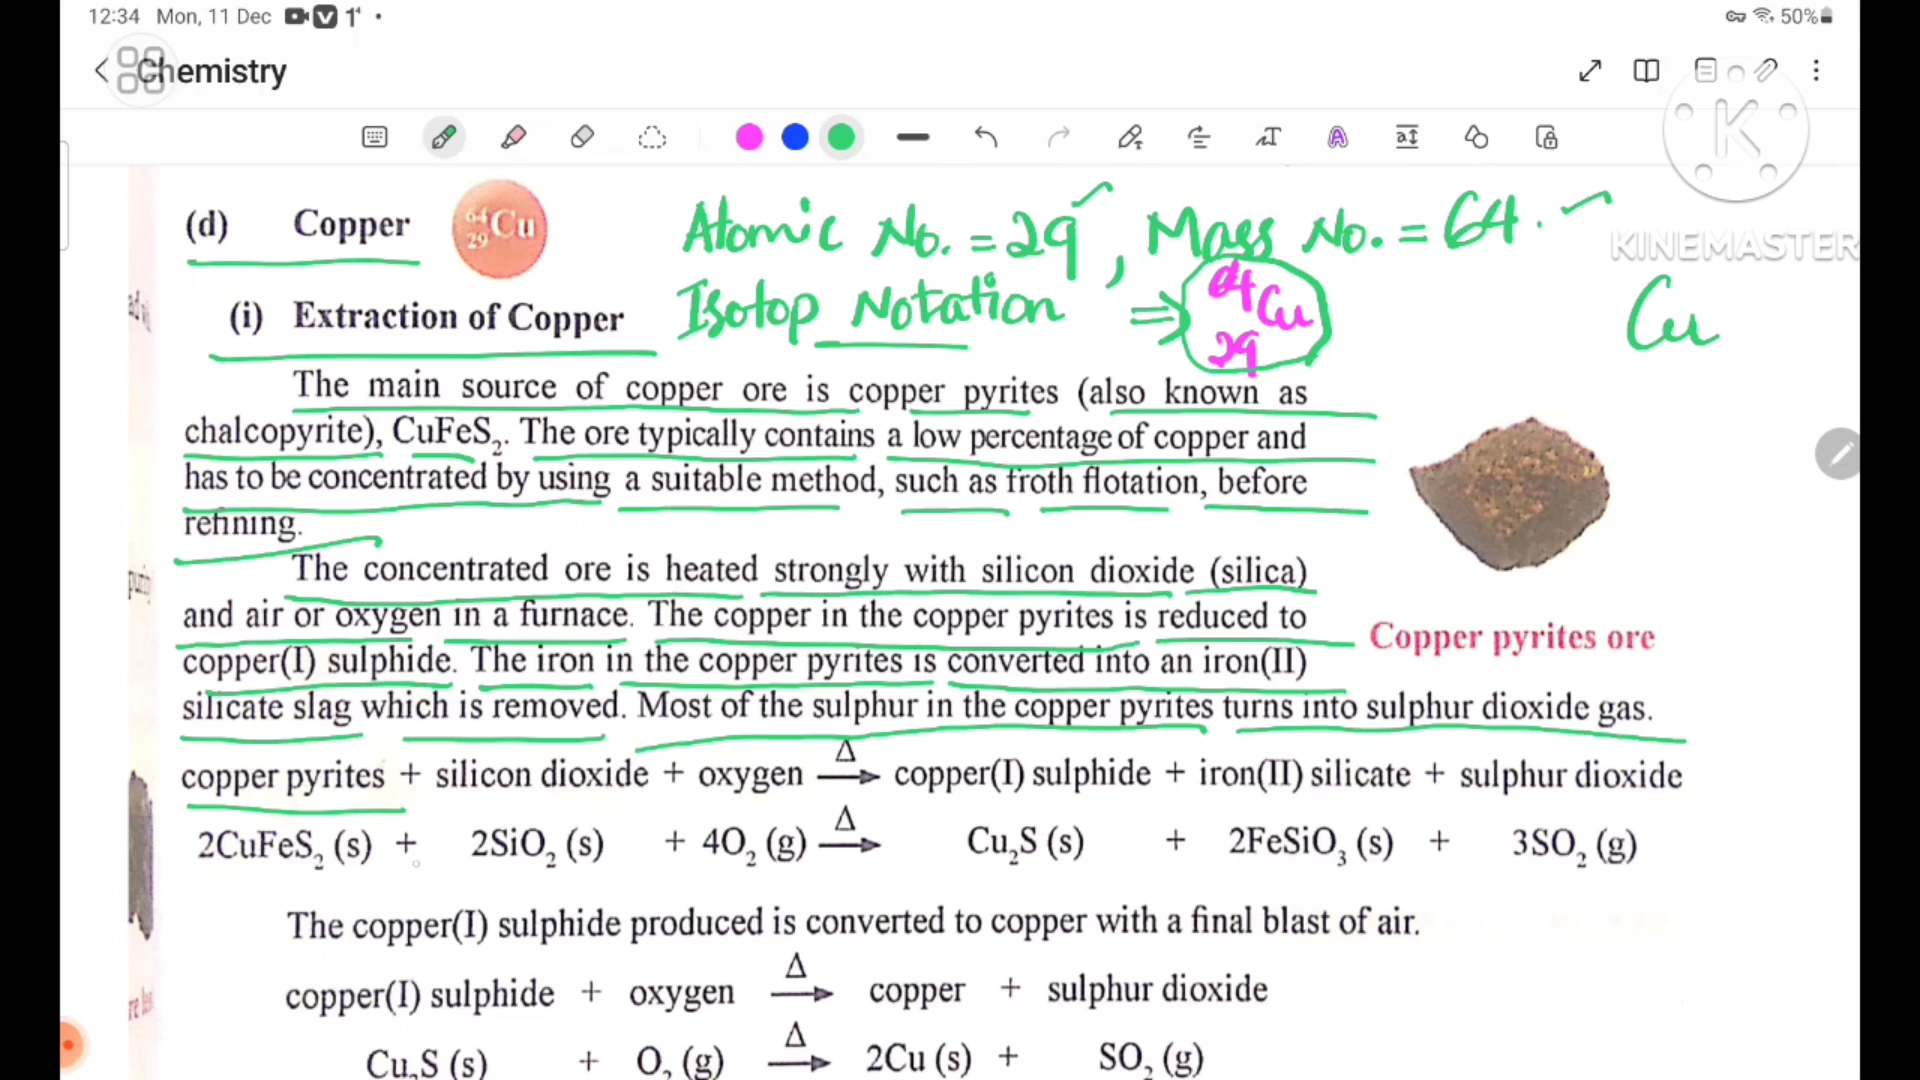 12:34 Mon, 11 Dec 50%
Chemistry
KINEMASTER
(d) Copper 64 29 Cu Atomic No. = 29, Mass No. = 64.
Isotop Notation ⇒ 64 29 Cu Cu
(i) Extraction of Copper
The main source of copper ore is copper pyrites (also known as
chalcopyrite), CuFeS₂. The ore typically contains a low percentage of copper and
has to be concentrated by using a suitable method, such as froth flotation, before
refining.
The concentrated ore is heated strongly with silicon dioxide (silica)
and air or oxygen in a furnace. The copper in the copper pyrites is reduced to
copper(I) sulphide. The iron in the copper pyrites is converted into an iron(II)
silicate slag which is removed. Most of the sulphur in the copper pyrites turns into sulphur dioxide gas.
Copper pyrites ore
copper pyrites + silicon dioxide + oxygen Δ→ copper(I) sulphide + iron(II) silicate + sulphur dioxide
2CuFeS₂ (s) + 2SiO₂ (s) + 4O₂ (g) Δ→ Cu₂S (s) + 2FeSiO₃ (s) + 3SO₂ (g)
The copper(I) sulphide produced is converted to copper with a final blast of air.
copper(I) sulphide + oxygen Δ→ copper + sulphur dioxide
Cu₂S (s) + O₂ (g) Δ→ 2Cu (s) + SO₂ (g)